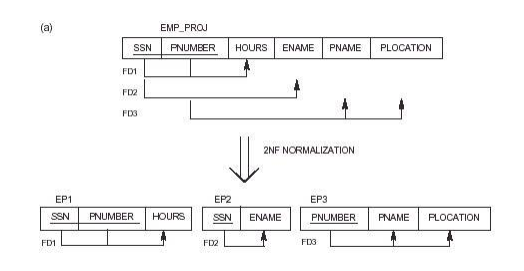 (a)
EMP_PROJ
SSN PNUMBER HOURS ENAME PNAME PLOCATION
FD1
FD2
FD3
2NF NORMALIZATION
EP1 EP2 EP3
SSN PNUMBER HOURS SSN ENAME PNUMBER PNAME PLOCATION
FD1 FD2 FD3